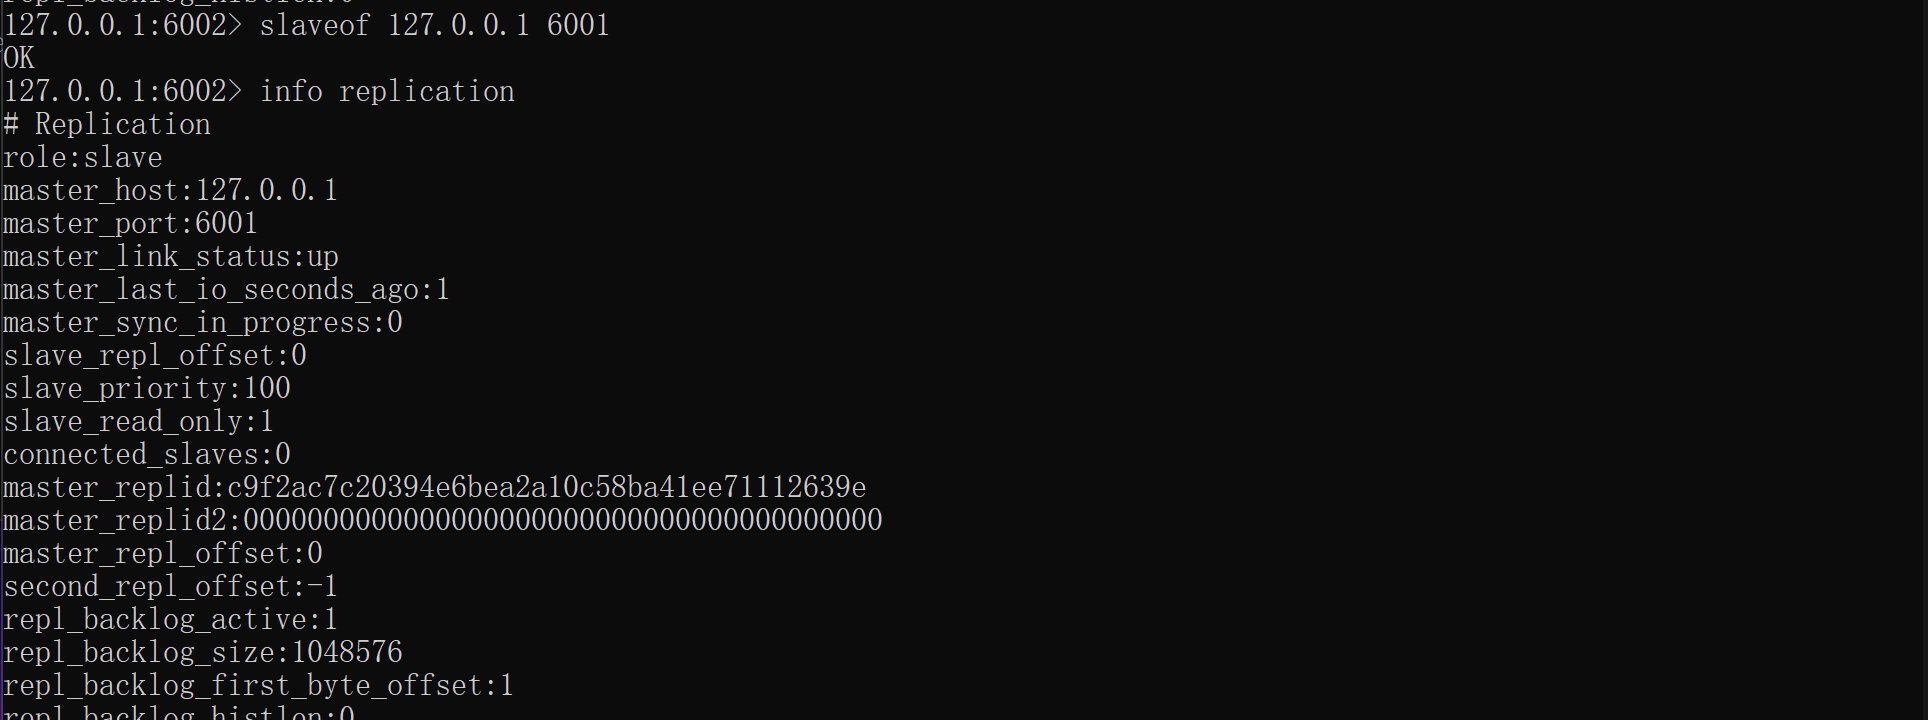 repl_backlog_histlen:0
127.0.0.1:6002> slaveof 127.0.0.1 6001
OK
127.0.0.1:6002> info replication
# Replication
role:slave
master_host:127.0.0.1
master_port:6001
master_link_status:up
master_last_io_seconds_ago:1
master_sync_in_progress:0
slave_repl_offset:0
slave_priority:100
slave_read_only:1
connected_slaves:0
master_replid:c9f2ac7c20394e6bea2a10c58ba41ee71112639e
master_replid2:0000000000000000000000000000000000000000
master_repl_offset:0
second_repl_offset:-1
repl_backlog_active:1
repl_backlog_size:1048576
repl_backlog_first_byte_offset:1
repl_backlog_histlen:0